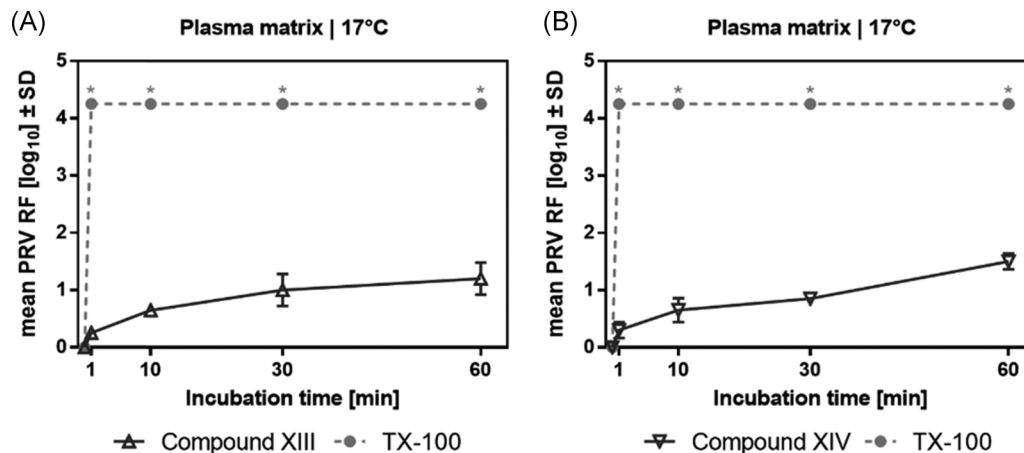 (A)
Plasma matrix | 17°C
mean PRV RF [log10] ± SD
5
4
3
2
1
0
* * * *
1 10 30 60
Incubation time [min]
Compound XIII TX-100
(B)
Plasma matrix | 17°C
mean PRV RF [log10] ± SD
5
4
3
2
1
0
* * * *
1 10 30 60
Incubation time [min]
Compound XIV TX-100